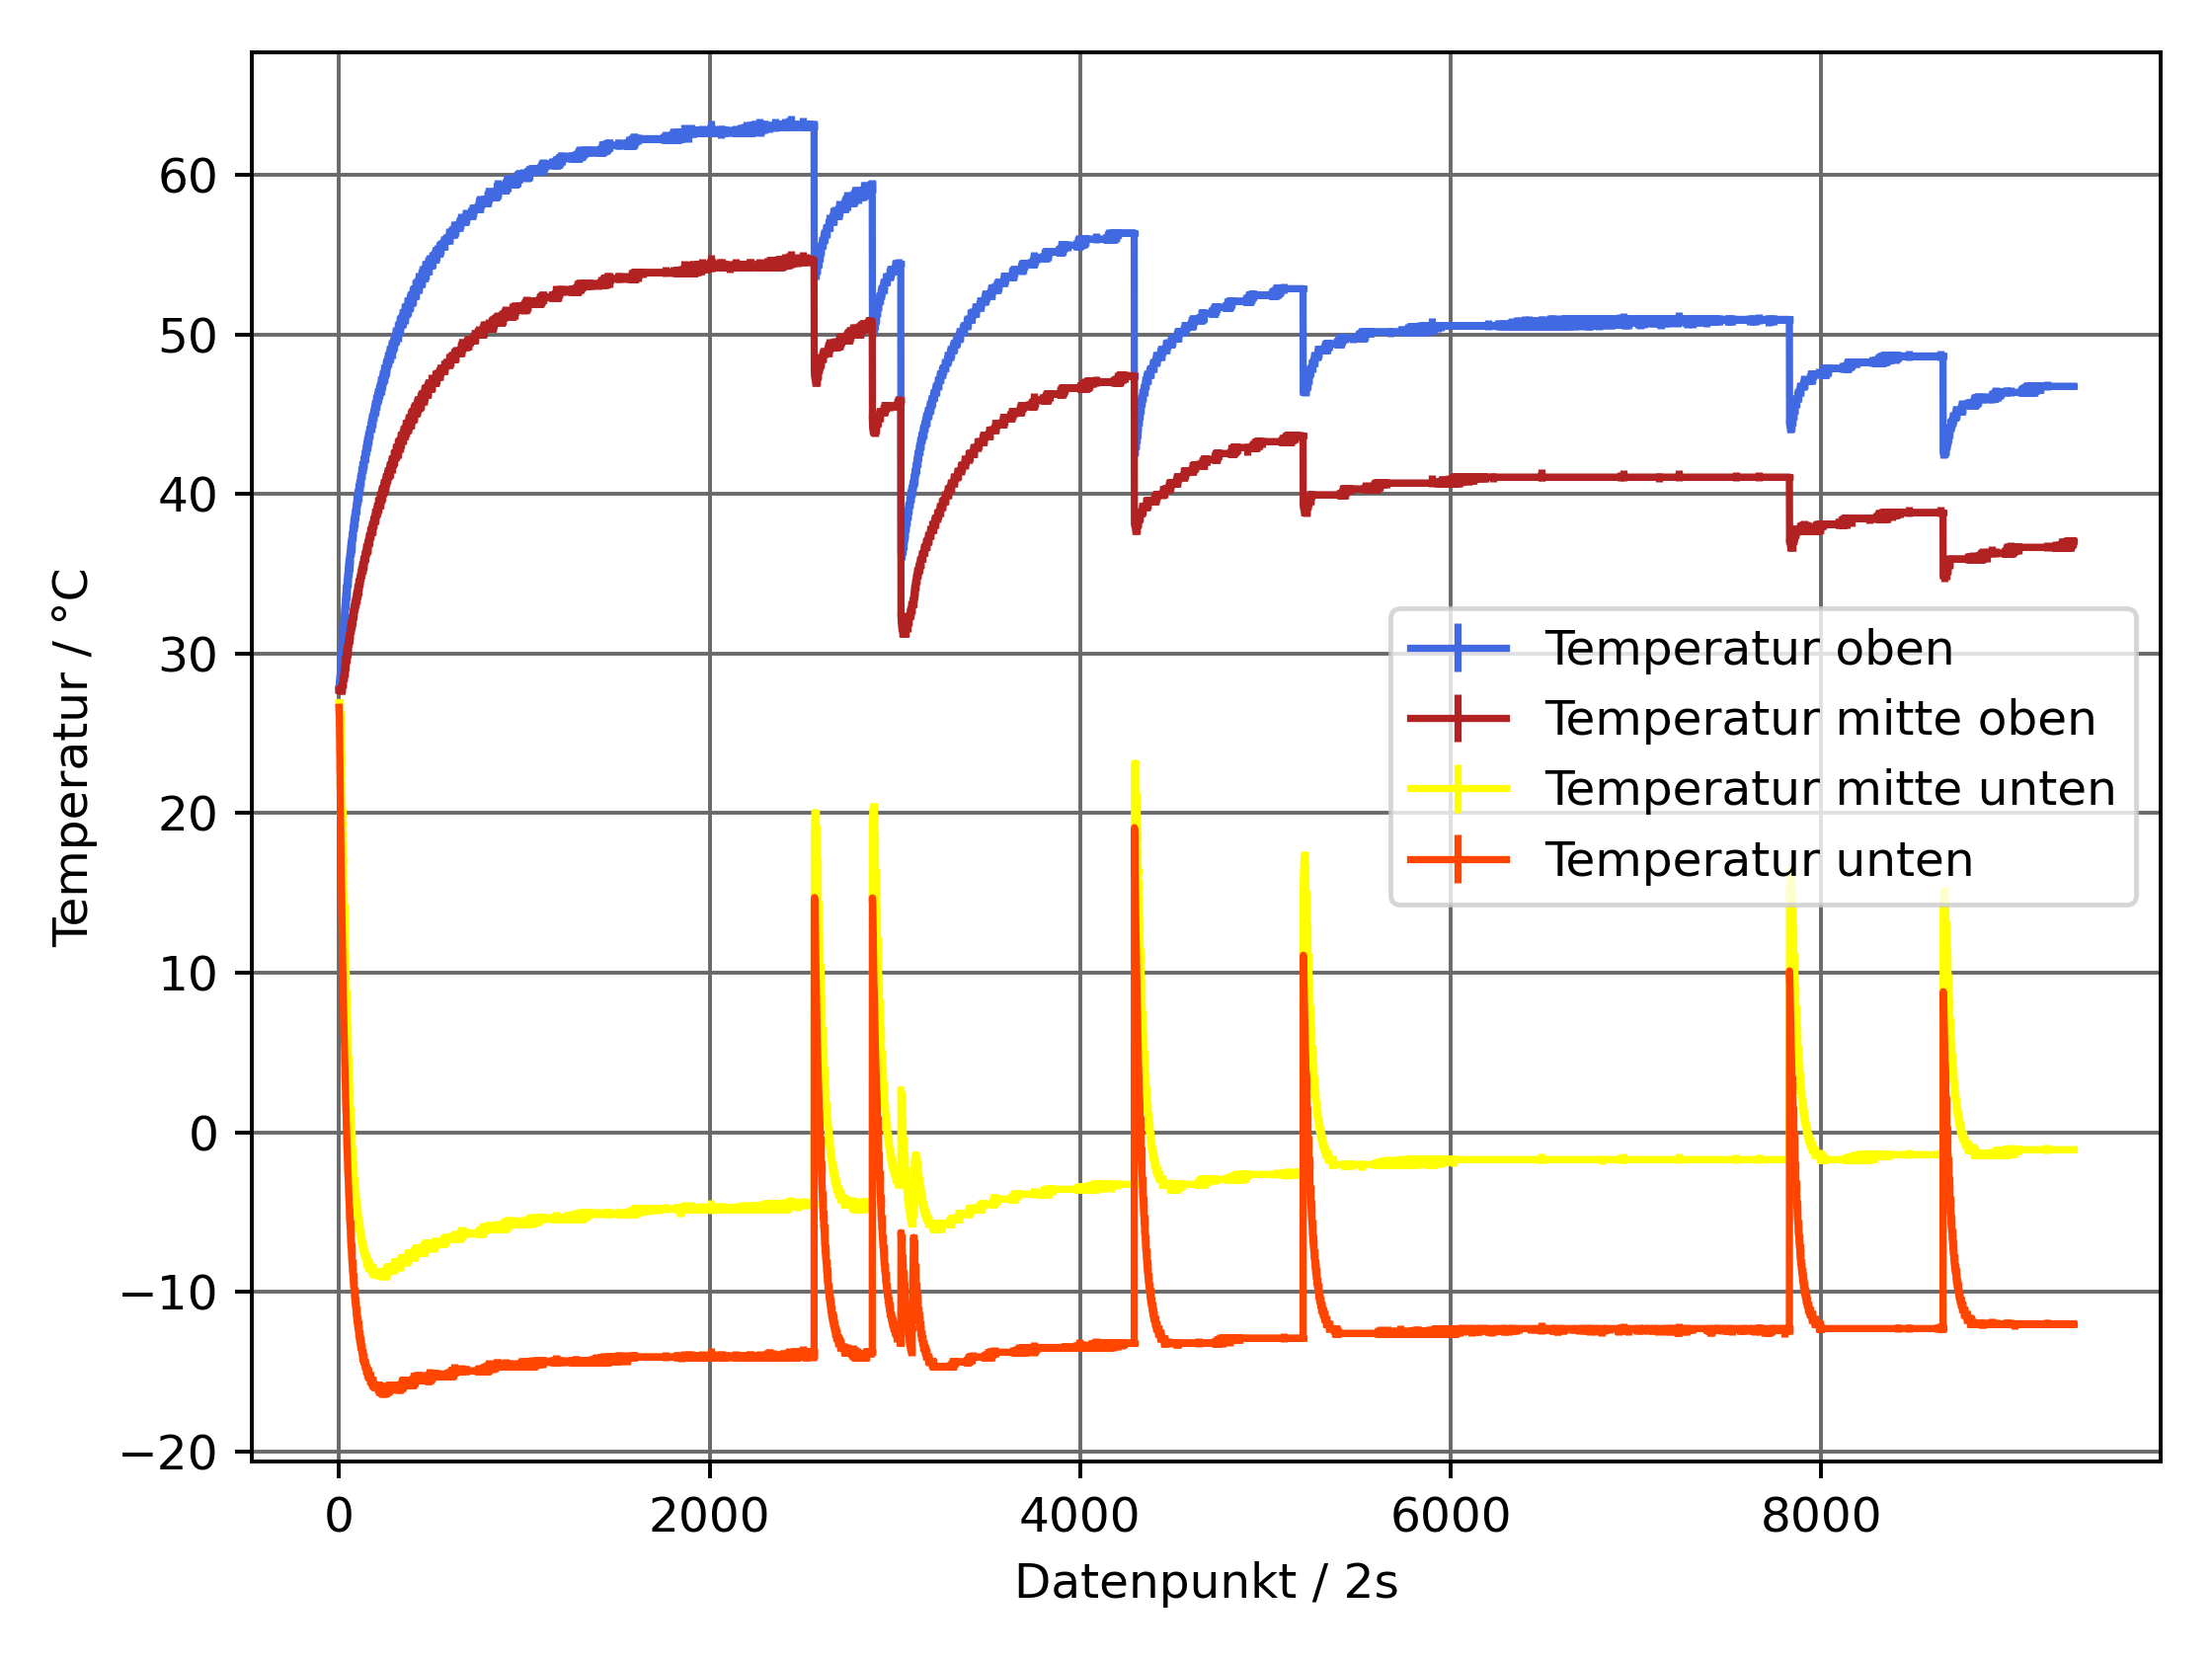 Temperatur / °C
60
50
40
30
20
10
0
−10
−20
Temperatur oben
Temperatur mitte oben
Temperatur mitte unten
Temperatur unten
0 2000 4000 6000 8000
Datenpunkt / 2s